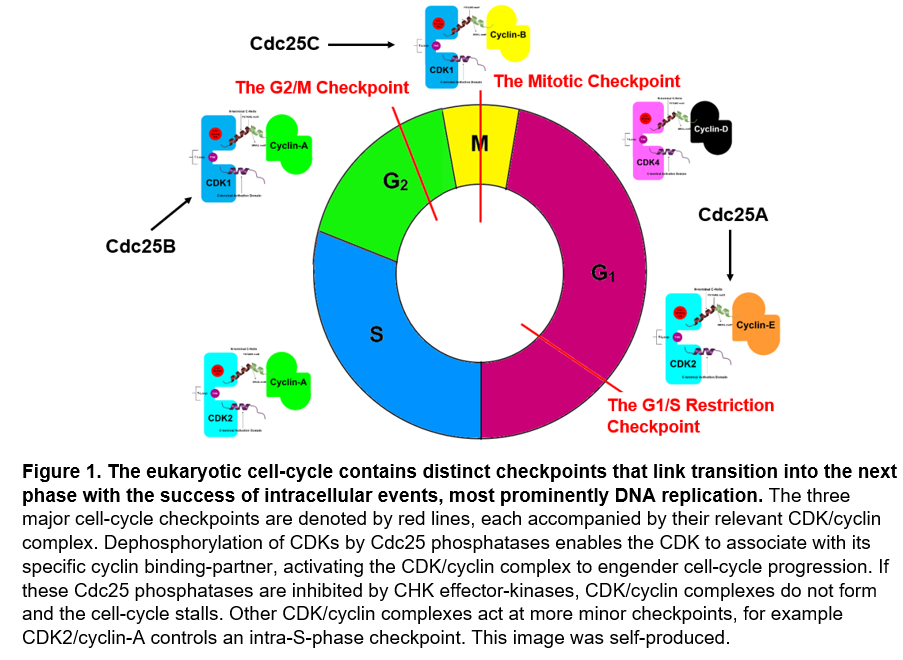 Cdc25C
CDK1
Cyclin-B
The G2/M Checkpoint
The Mitotic Checkpoint
CDK1
Cyclin-A
CDK4
Cyclin-D
M
G2
Cdc25B
Cdc25A
G1
S
CDK2
Cyclin-E
CDK2
Cyclin-A
The G1/S Restriction
Checkpoint
Figure 1. The eukaryotic cell-cycle contains distinct checkpoints that link transition into the next
phase with the success of intracellular events, most prominently DNA replication. The three
major cell-cycle checkpoints are denoted by red lines, each accompanied by their relevant CDK/cyclin
complex. Dephosphorylation of CDKs by Cdc25 phosphatases enables the CDK to associate with its
specific cyclin binding-partner, activating the CDK/cyclin complex to engender cell-cycle progression. If
these Cdc25 phosphatases are inhibited by CHK effector-kinases, CDK/cyclin complexes do not form
and the cell-cycle stalls. Other CDK/cyclin complexes act at more minor checkpoints, for example
CDK2/cyclin-A controls an intra-S-phase checkpoint. This image was self-produced.